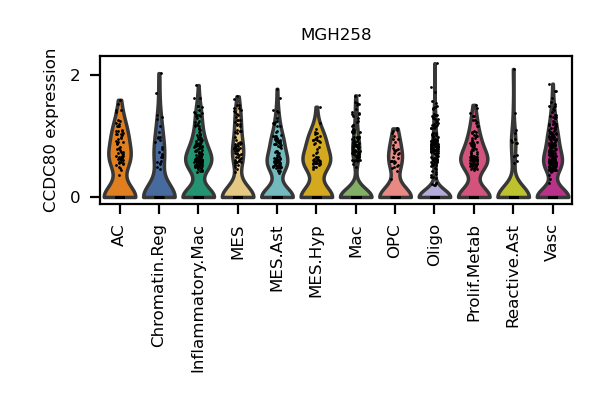 MGH258
CCDC80 expression
2
0
AC
Chromatin.Reg
Inflammatory.Mac
MES
MES.Ast
MES.Hyp
Mac
OPC
Oligo
Prolif.Metab
Reactive.Ast
Vasc